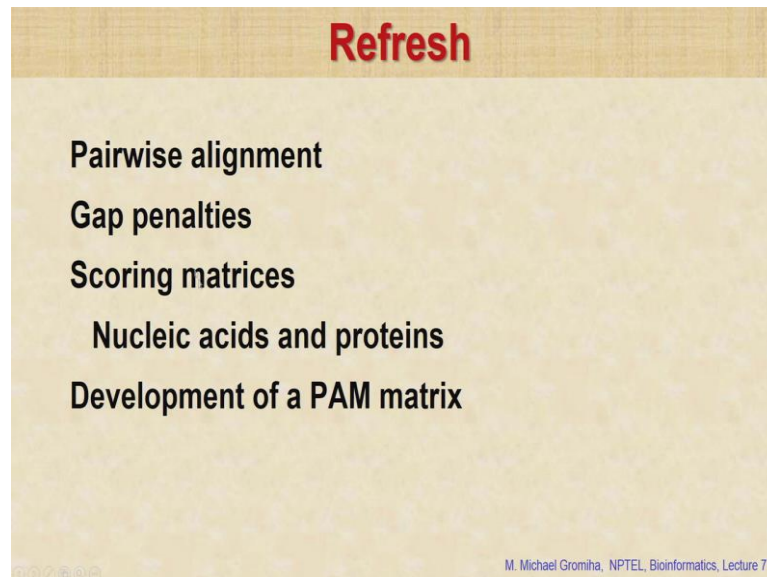 Refresh
Pairwise alignment
Gap penalties
Scoring matrices
Nucleic acids and proteins
Development of a PAM matrix
M. Michael Gromiha, NPTEL, Bioinformatics, Lecture 7